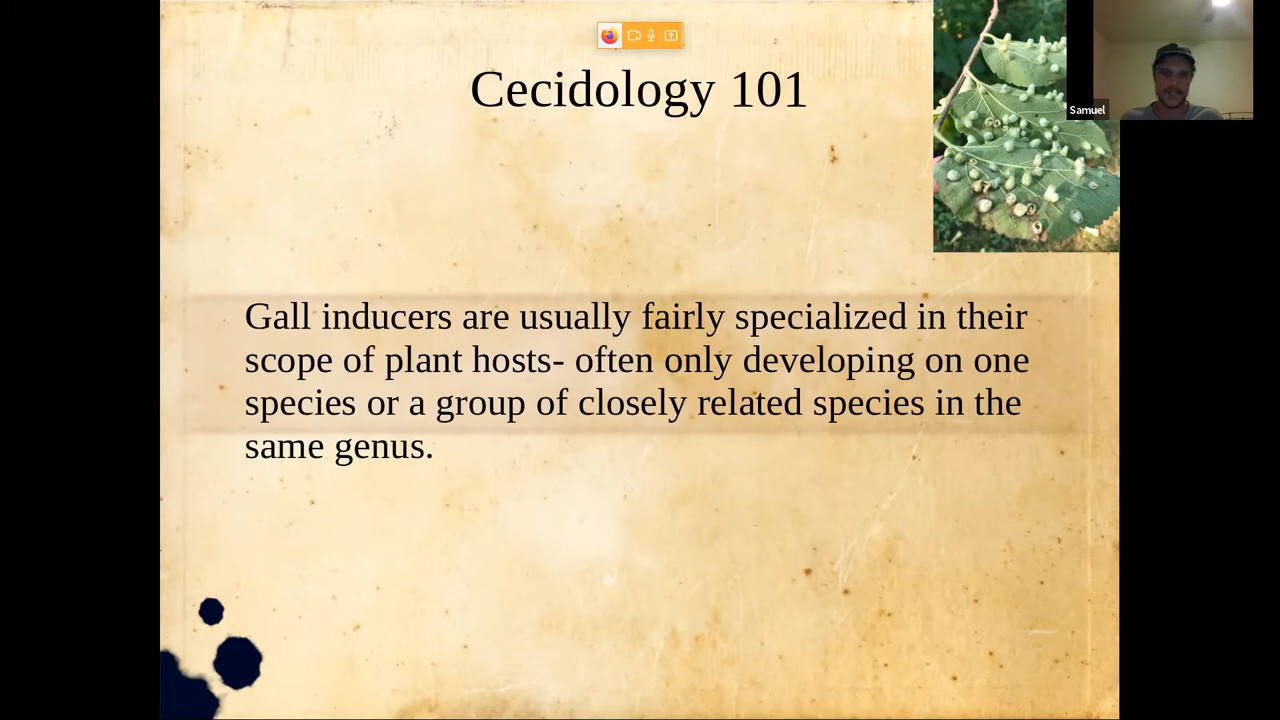 Cecidology 101
Samuel
Gall inducers are usually fairly specialized in their
scope of plant hosts- often only developing on one
species or a group of closely related species in the
same genus.